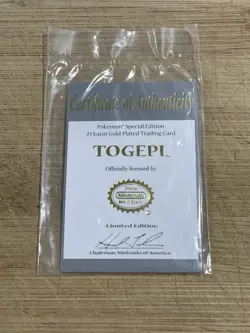 Certificate of Authenticity
Pokémon® Special Edition
23 Karat Gold-Plated Trading Card
TOGEPI™
Officially licensed by
Nintendo
Limited Edition
Chairman, Nintendo of America